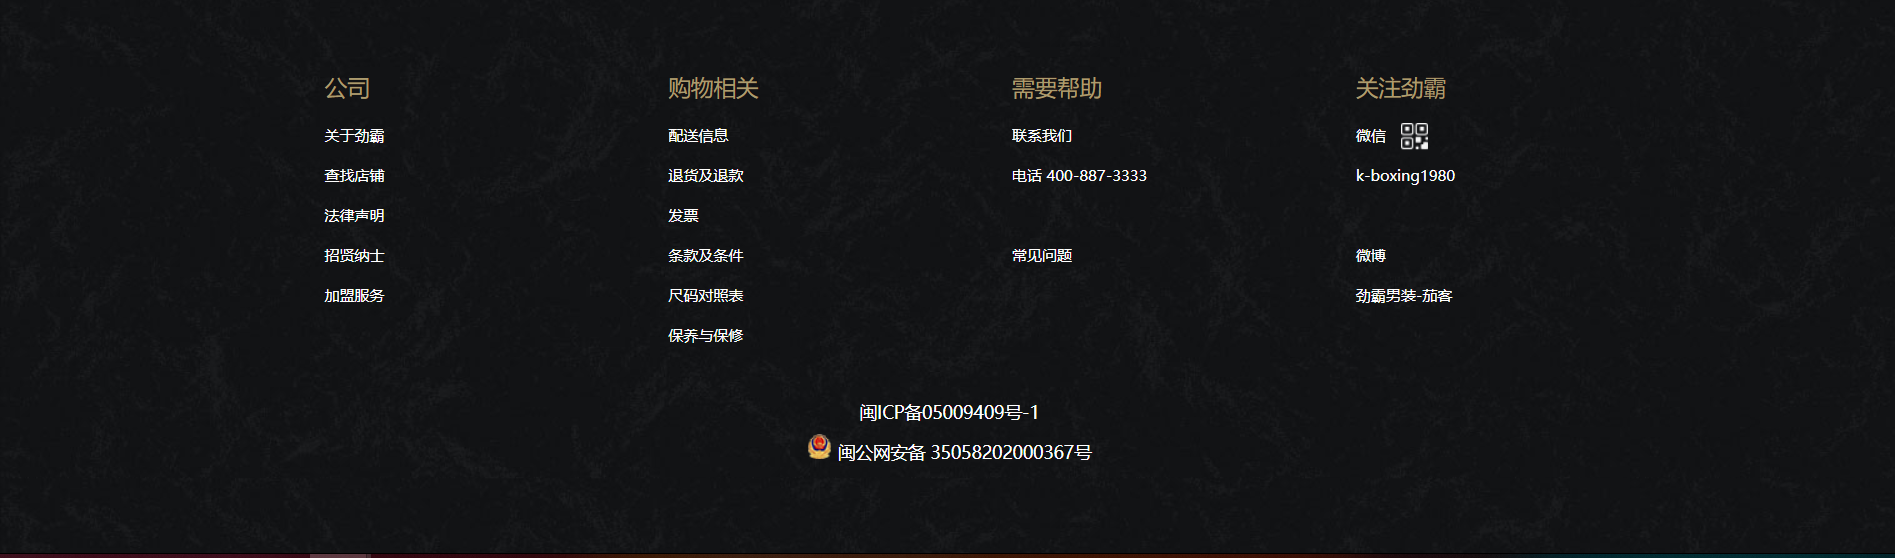 公司
关于劲霸
查找店铺
法律声明
招贤纳士
加盟服务
购物相关
配送信息
退货及退款
发票
条款及条件
尺码对照表
保养与保修
需要帮助
联系我们
电话 400-887-3333
常见问题
关注劲霸
微信
k-boxing1980
微博
劲霸男装-茄客
闽ICP备05009409号-1
闽公网安备 35058202000367号